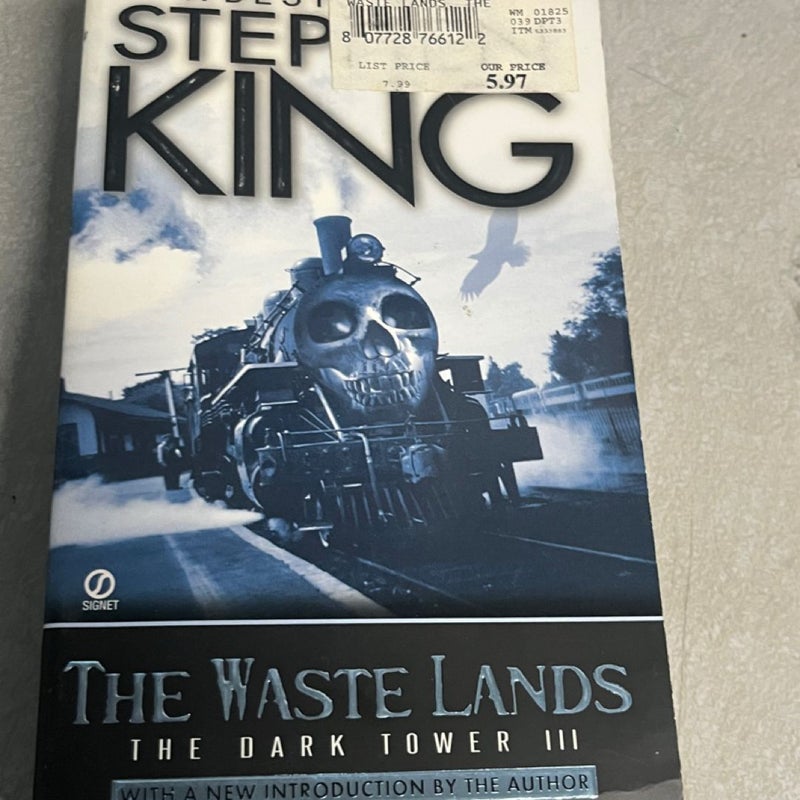 WASTE LANDS, THE
WM 01825
039 DPT3
ITM
8 07728 76612 2
LIST PRICE
OUR PRICE
7.99
5.97
STEP
KING
S
SIGNET
THE WASTE LANDS
THE DARK TOWER III
WITH A NEW INTRODUCTION BY THE AUTHOR